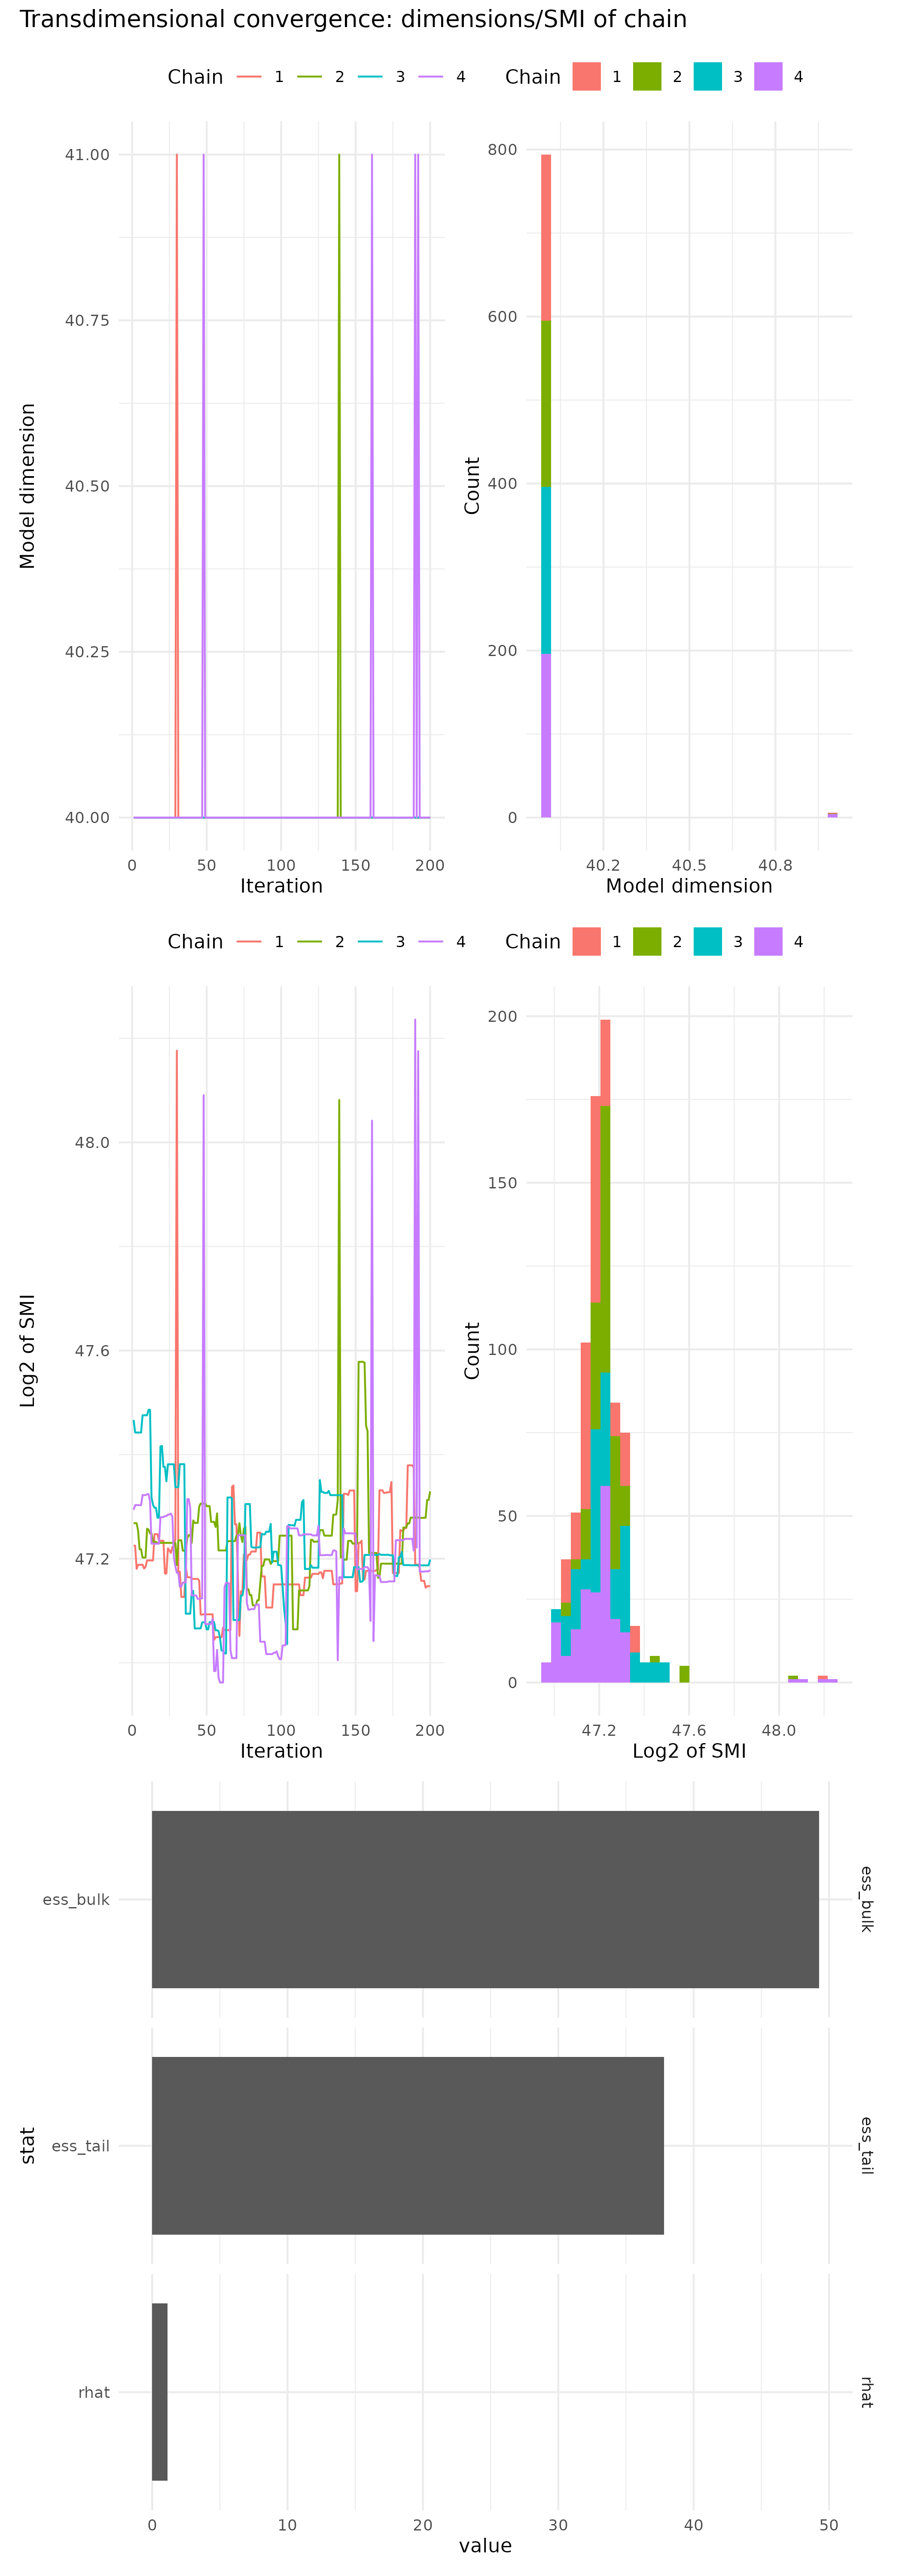 Transdimensional convergence: dimensions/SMI of chain
Chain 1 2 3 4
Chain 1 2 3 4
41.00
40.75
40.50
40.25
40.00
Model dimension
0 50 100 150 200
Iteration
800
600
400
200
0
Count
40.2 40.5 40.8
Model dimension
Chain 1 2 3 4
Chain 1 2 3 4
48.0
47.6
47.2
Log2 of SMI
0 50 100 150 200
Iteration
200
150
100
50
0
Count
47.2 47.6 48.0
Log2 of SMI
ess_bulk
ess_bulk
stat
ess_tail
ess_tail
rhat
rhat
0 10 20 30 40 50
value